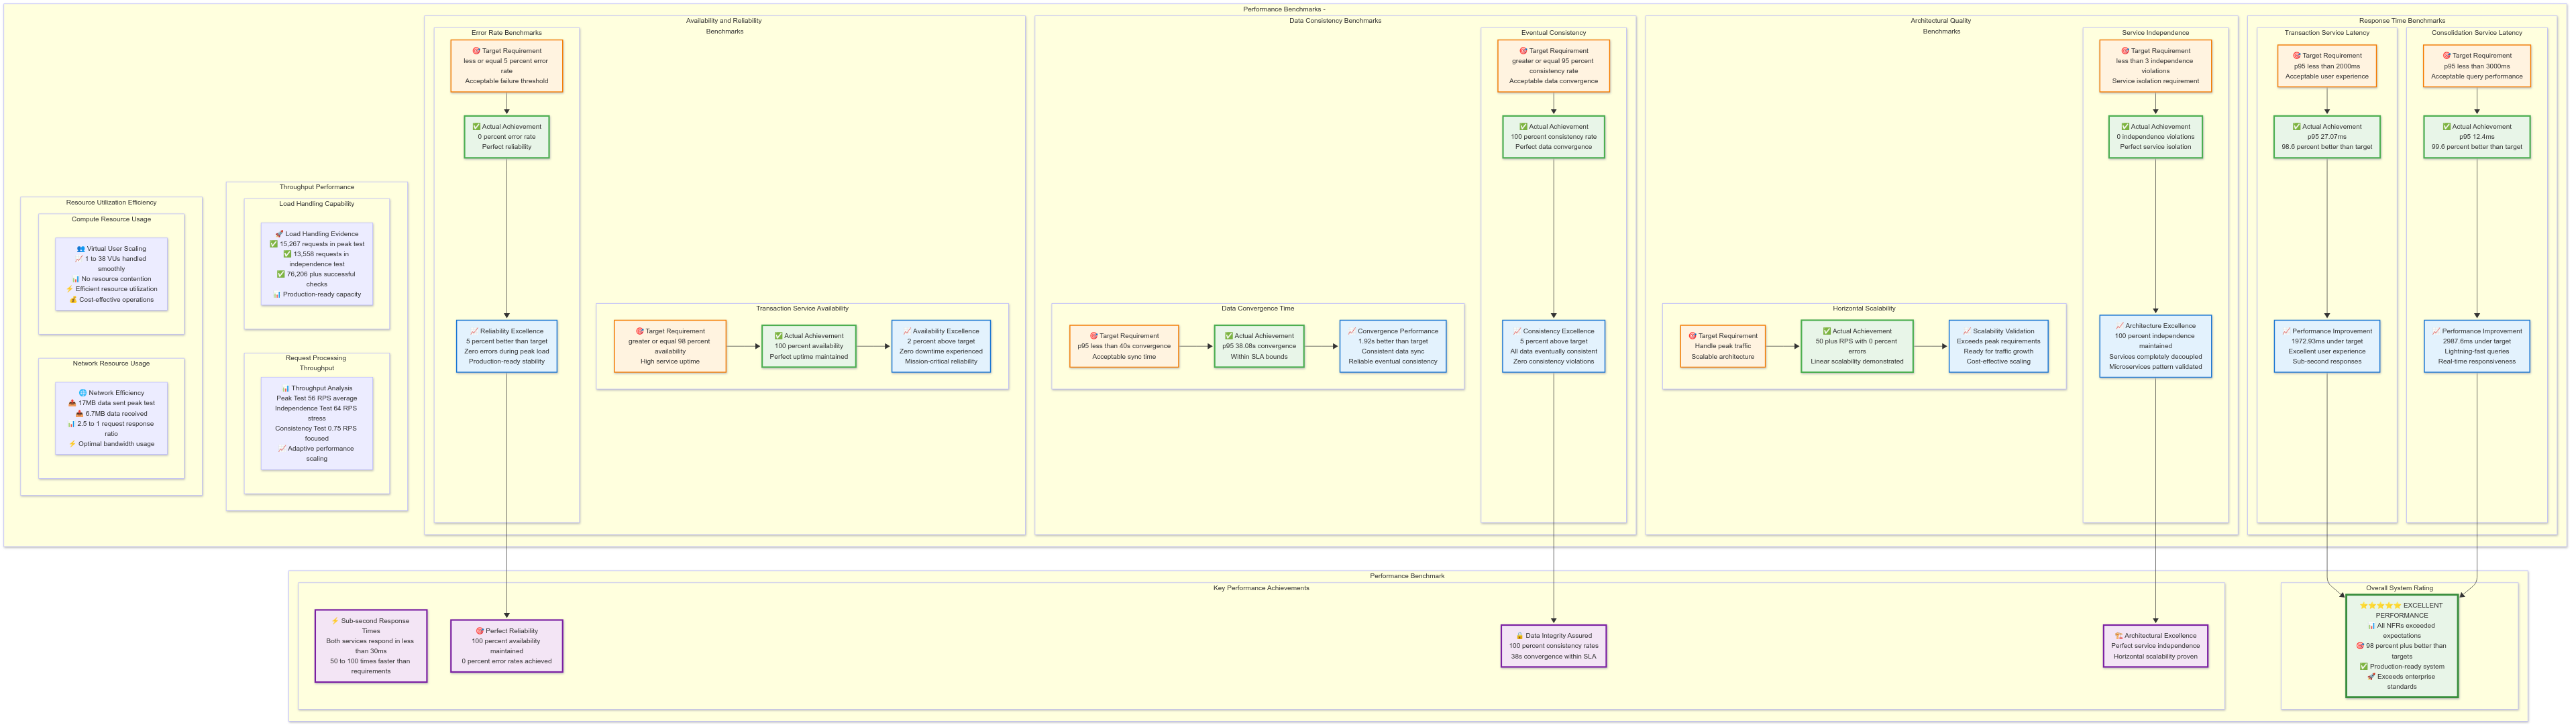 Performance Benchmarks -
Resource Utilization Efficiency
Compute Resource Usage
👥 Virtual User Scaling
📈 1 to 38 VUs handled
smoothly
📊 No resource contention
⚡ Efficient resource utilization
💰 Cost-effective operations
Network Resource Usage
🌐 Network Efficiency
📤 17MB data sent peak test
📥 6.7MB data received
📊 2.5 to 1 request response
ratio
⚡ Optimal bandwidth usage
Throughput Performance
Load Handling Capability
🚀 Load Handling Evidence
✅ 15,267 requests in peak test
✅ 13,558 requests in
independence test
✅ 76,206 plus successful
checks
📊 Production-ready capacity
Request Processing
Throughput
📊 Throughput Analysis
Peak Test 56 RPS average
Independence Test 64 RPS
stress
Consistency Test 0.75 RPS
focused
📈 Adaptive performance
scaling
Availability and Reliability
Benchmarks
Error Rate Benchmarks
🎯 Target Requirement
less or equal 5 percent error
rate
Acceptable failure threshold
✅ Actual Achievement
0 percent error rate
Perfect reliability
📈 Reliability Excellence
5 percent better than target
Zero errors during peak load
Production-ready stability
Transaction Service Availability
🎯 Target Requirement
greater or equal 98 percent
availability
High service uptime
✅ Actual Achievement
100 percent availability
Perfect uptime maintained
📈 Availability Excellence
2 percent above target
Zero downtime experienced
Mission-critical reliability
Data Consistency Benchmarks
Data Convergence Time
🎯 Target Requirement
p95 less than 40s convergence
Acceptable sync time
✅ Actual Achievement
p95 38.08s convergence
Within SLA bounds
📈 Convergence Performance
1.92s better than target
Consistent data sync
Reliable eventual consistency
Eventual Consistency
🎯 Target Requirement
greater or equal 95 percent
consistency rate
Acceptable data convergence
✅ Actual Achievement
100 percent consistency rate
Perfect data convergence
📈 Consistency Excellence
5 percent above target
All data eventually consistent
Zero consistency violations
Architectural Quality
Benchmarks
Horizontal Scalability
🎯 Target Requirement
Handle peak traffic
Scalable architecture
✅ Actual Achievement
50 plus RPS with 0 percent
errors
Linear scalability demonstrated
📈 Scalability Validation
Exceeds peak requirements
Ready for traffic growth
Cost-effective scaling
Service Independence
🎯 Target Requirement
less than 3 independence
violations
Service isolation requirement
✅ Actual Achievement
0 independence violations
Perfect service isolation
📈 Architecture Excellence
100 percent independence
maintained
Services completely decoupled
Microservices pattern validated
Response Time Benchmarks
Transaction Service Latency
🎯 Target Requirement
p95 less than 2000ms
Acceptable user experience
✅ Actual Achievement
p95 27.07ms
98.6 percent better than target
📈 Performance Improvement
1972.93ms under target
Excellent user experience
Sub-second responses
Consolidation Service Latency
🎯 Target Requirement
p95 less than 3000ms
Acceptable query performance
✅ Actual Achievement
p95 12.4ms
99.6 percent better than target
📈 Performance Improvement
2987.6ms under target
Lightning-fast queries
Real-time responsiveness
Performance Benchmark
Key Performance Achievements
⚡ Sub-second Response
Times
Both services respond in less
than 30ms
50 to 100 times faster than
requirements
🎯 Perfect Reliability
100 percent availability
maintained
0 percent error rates achieved
🔒 Data Integrity Assured
100 percent consistency rates
38s convergence within SLA
🏗️ Architectural Excellence
Perfect service independence
Horizontal scalability proven
Overall System Rating
⭐⭐⭐⭐⭐ EXCELLENT
PERFORMANCE
📊 All NFRs exceeded
expectations
🎯 98 percent plus better than
targets
✅ Production-ready system
🚀 Exceeds enterprise
standards